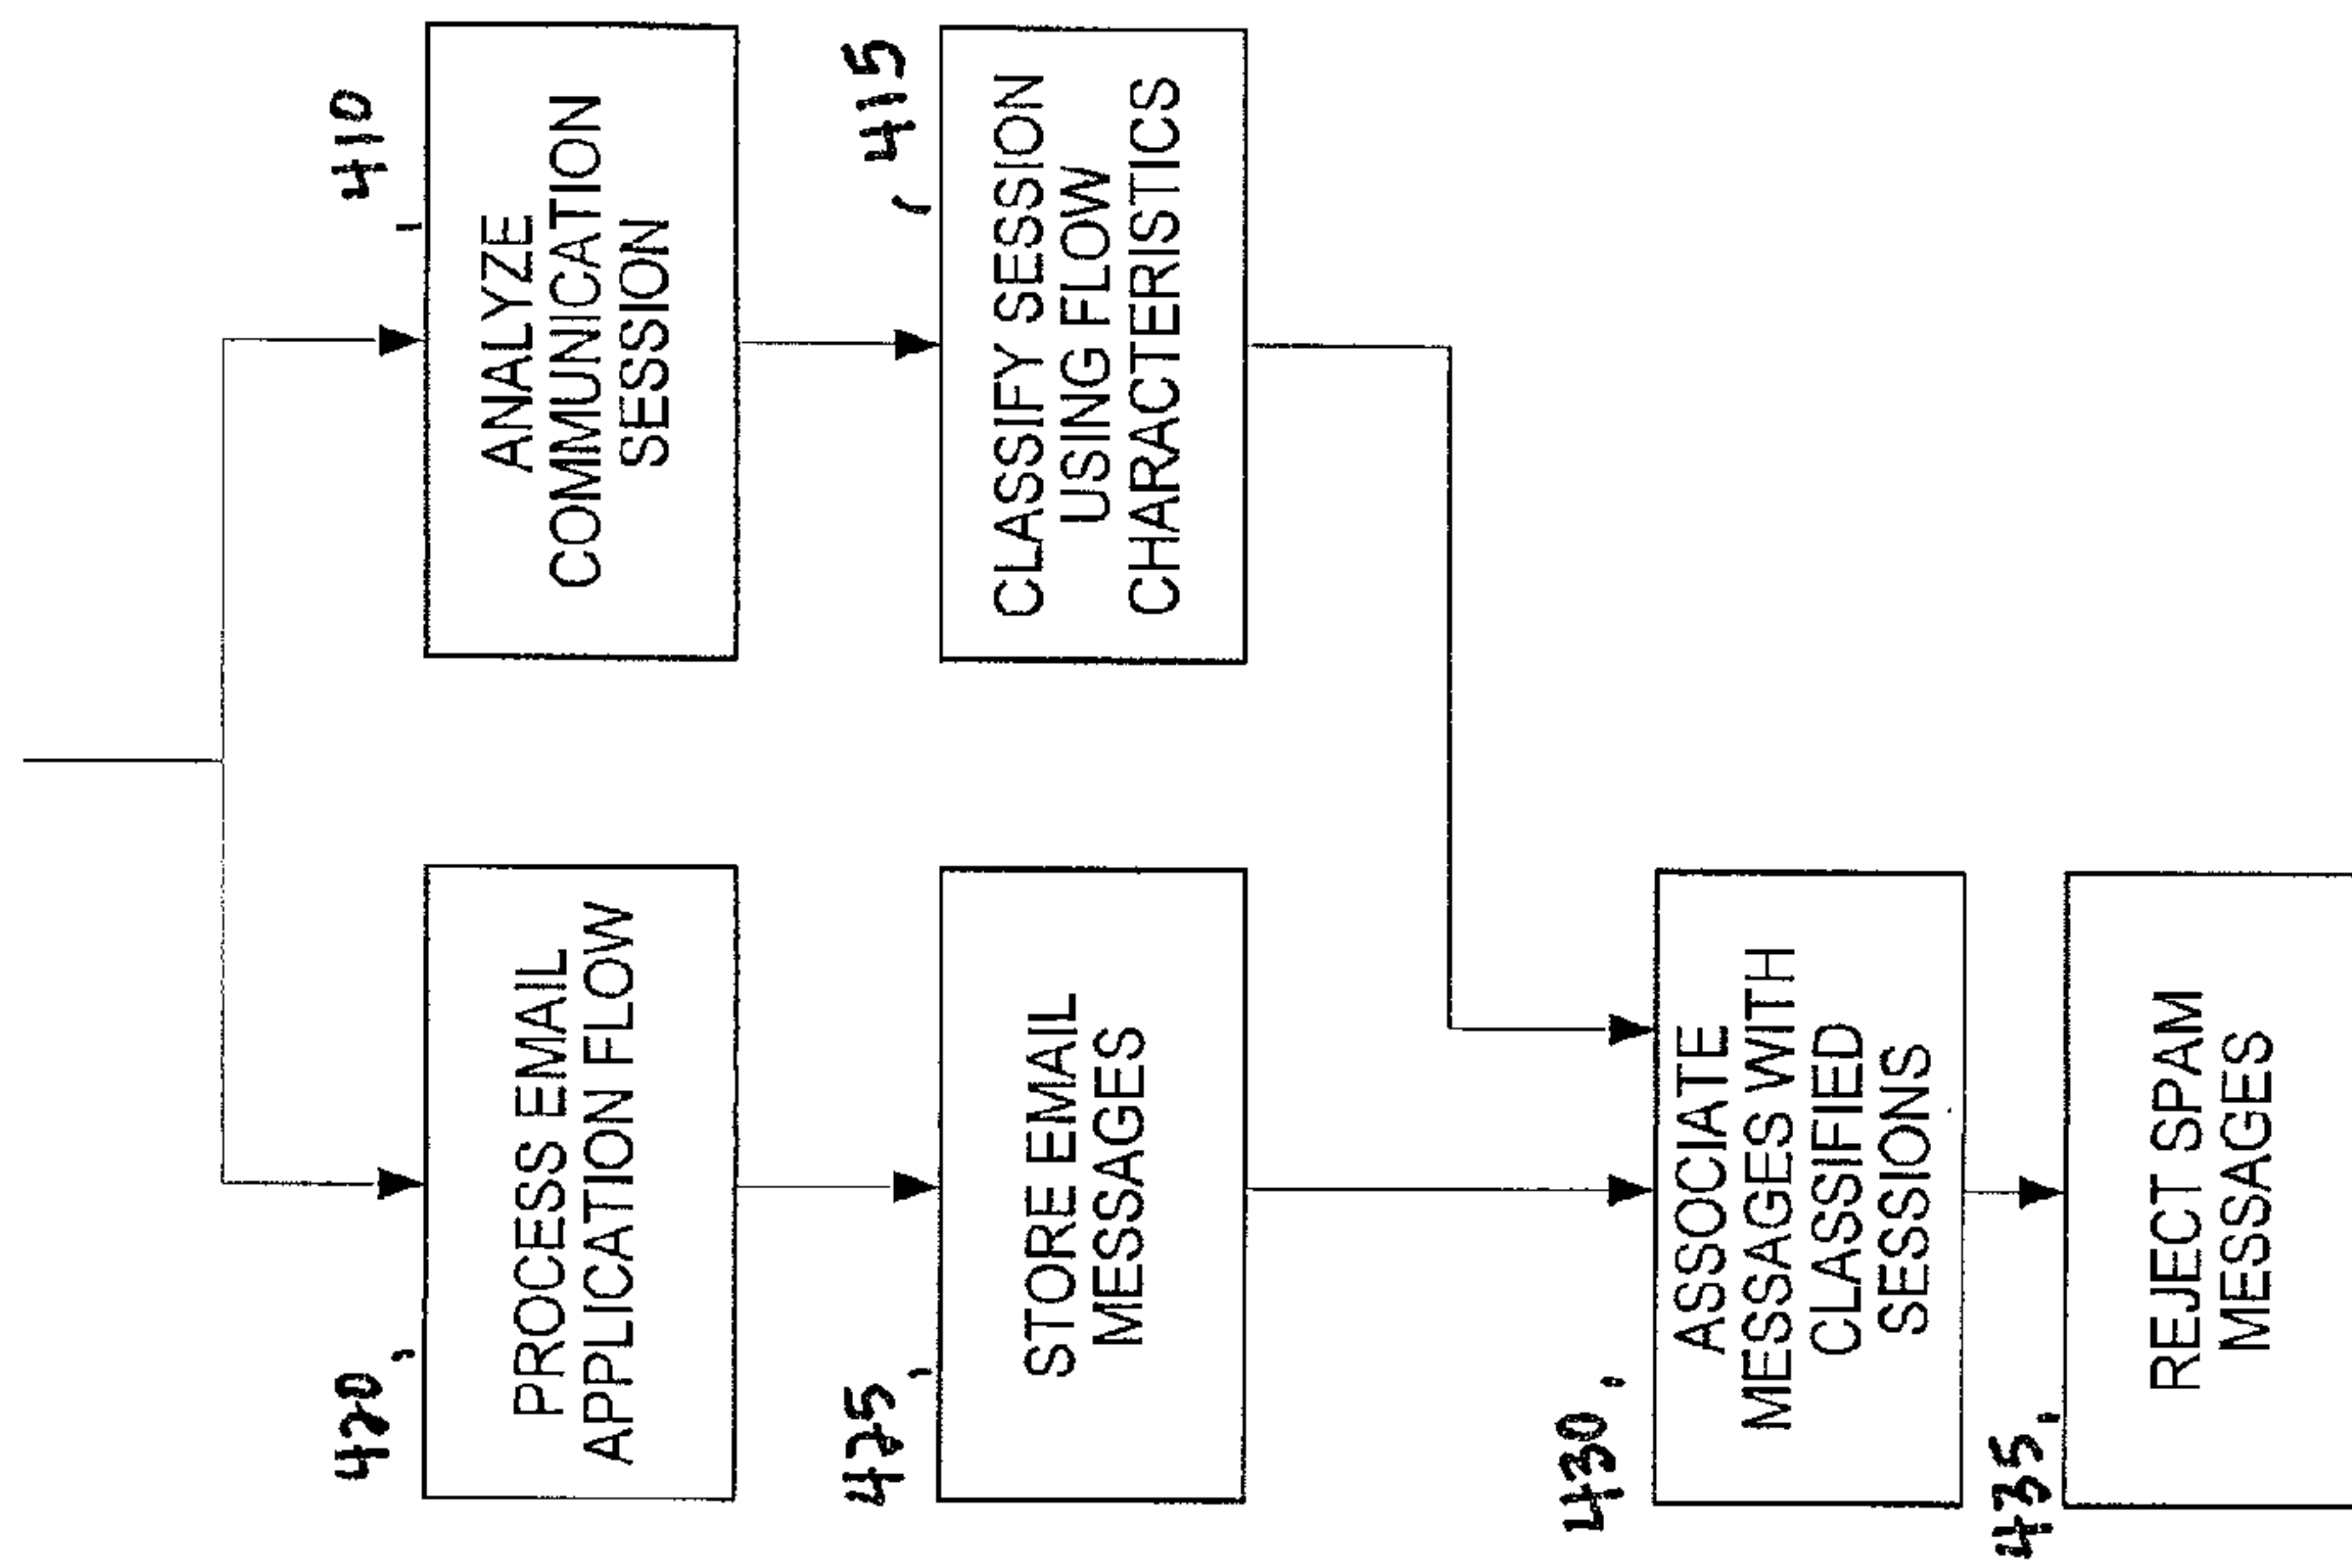 420
PROCESS EMAIL
APPLICATION FLOW
410
ANALYZE
COMMUNICATION
SESSION
425
STORE EMAIL
MESSAGES
415
CLASSIFY SESSION
USING FLOW
CHARACTERISTICS
430
ASSOCIATE
MESSAGES WITH
CLASSIFIED
SESSIONS
435
REJECT SPAM
MESSAGES